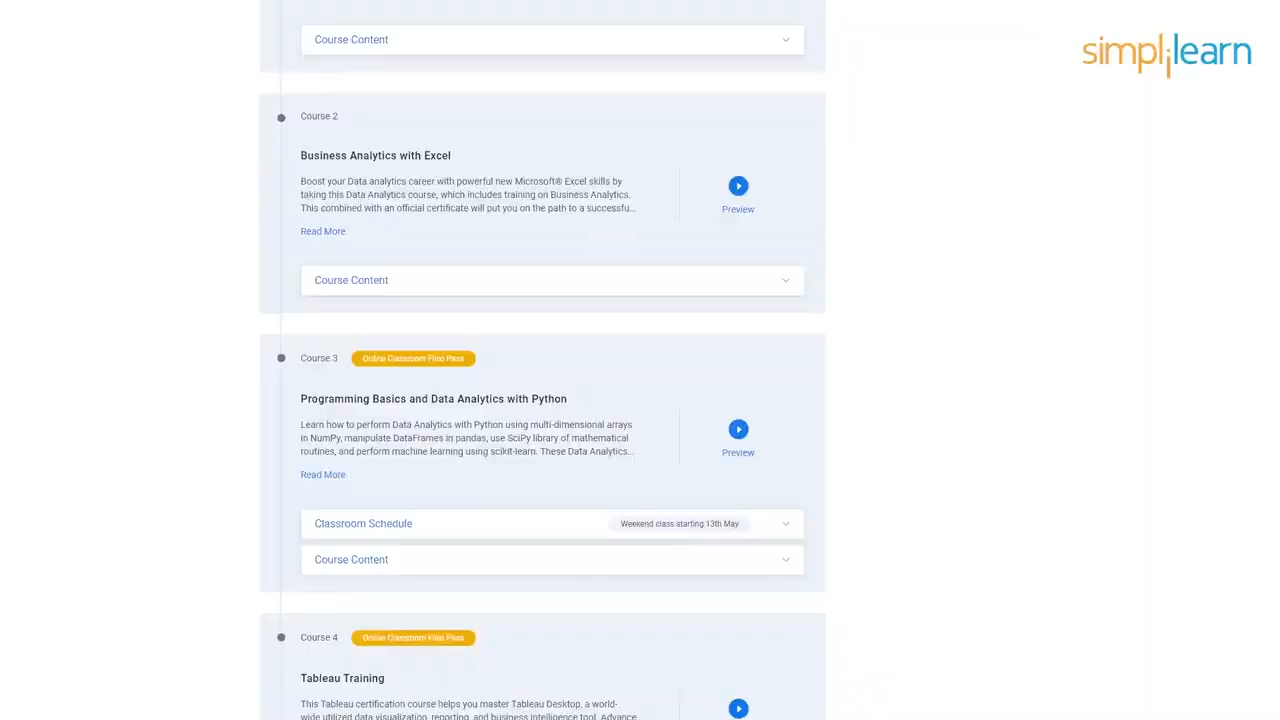 Course Content
simplilearn
Course 2
Business Analytics with Excel
Boost your Data analytics career with powerful new Microsoft® Excel skills by
taking this Data Analytics course, which includes training on Business Analytics.
This combined with an official certificate will put you on the path to a successfu...
Preview
Read More
Course Content
Course 3
Online Classroom Flexi Pass
Programming Basics and Data Analytics with Python
Learn how to perform Data Analytics with Python using multi-dimensional arrays
in NumPy, manipulate DataFrames in pandas, use SciPy library of mathematical
routines, and perform machine learning using scikit-learn. These Data Analytics...
Preview
Read More
Classroom Schedule
Weekend class starting 13th May
Course Content
Course 4
Online Classroom Flexi Pass
Tableau Training
This Tableau certification course helps you master Tableau Desktop, a world-
wide utilized data visualization, reporting, and business intelligence tool. Advance